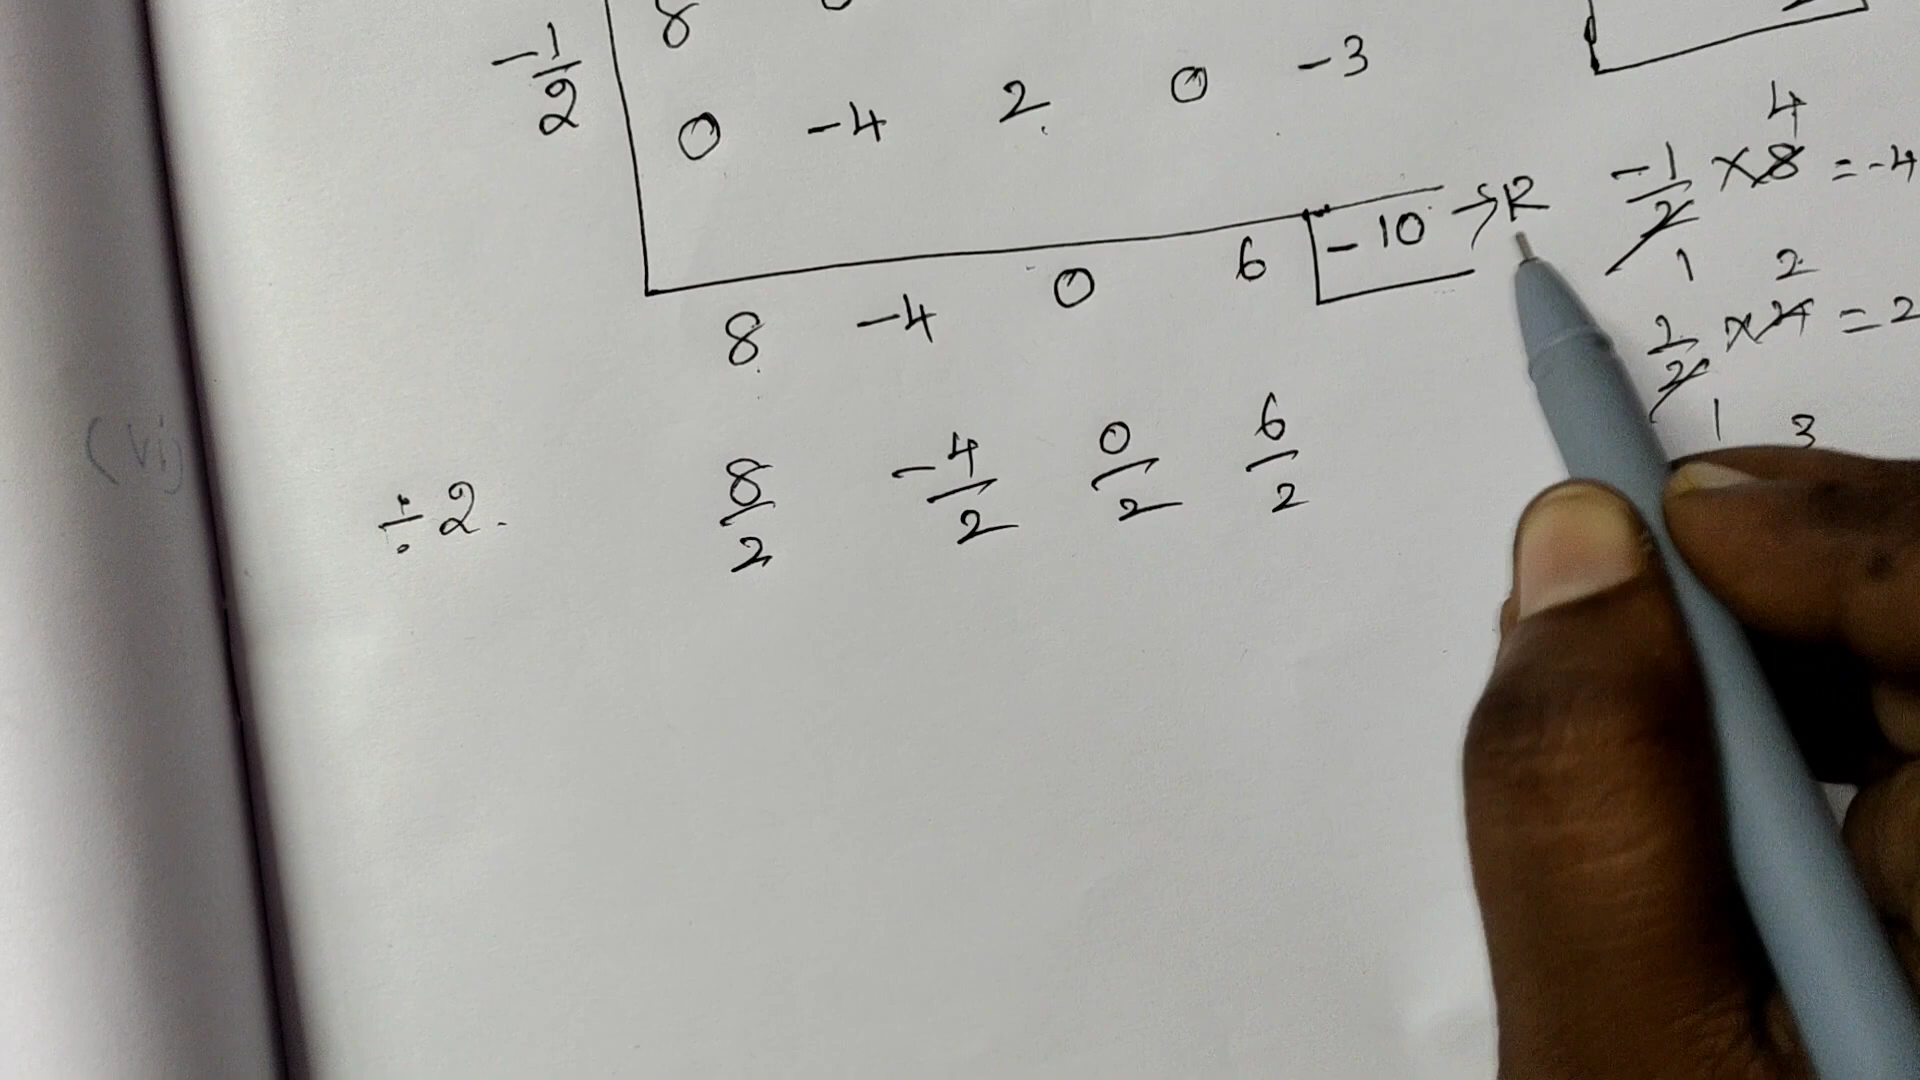 -1/2 | 8
0 -4 2 0 -3
8 -4 0 6 | -10 → R
÷2. 8/2 -4/2 0/2 6/2
(vi)
4
-1/2 × 8 = -4
1 2
1/2 × 4 = 2
1 3